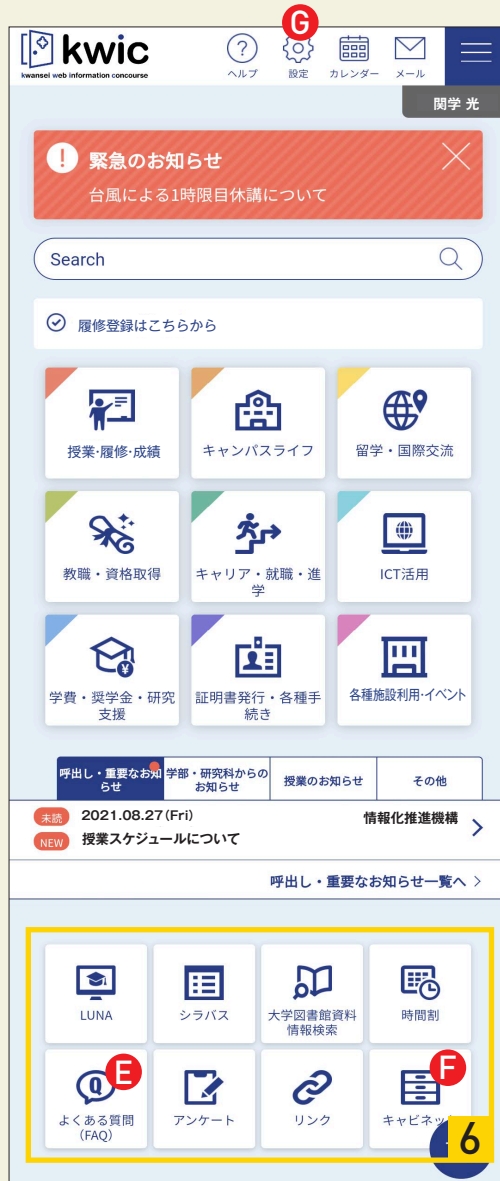 G
kwic
kwansei web information concourse
ヘルプ
設定
カレンダー
メール
関学 光
緊急のお知らせ
台風による1時限目休講について
Search
履修登録はこちらから
授業・履修・成績
キャンパスライフ
留学・国際交流
教職・資格取得
キャリア・就職・進
学
ICT活用
学費・奨学金・研究
支援
証明書発行・各種手
続き
各種施設利用・イベント
呼出し・重要なお知
らせ
学部・研究科からの
お知らせ
授業のお知らせ
その他
未読 2021.08.27(Fri) 情報化推進機構
NEW 授業スケジュールについて
呼出し・重要なお知らせ一覧へ
LUNA
シラバス
大学図書館資料
情報検索
時間割
E
F
よくある質問
(FAQ)
アンケート
リンク
キャビネッ
6